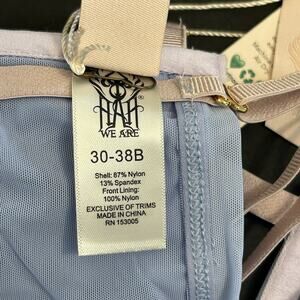 HAH
WE ARE
30-38B
Shell: 87% Nylon
13% Spandex
Front Lining:
100% Nylon
EXCLUSIVE OF TRIMS
MADE IN CHINA
RN 153005